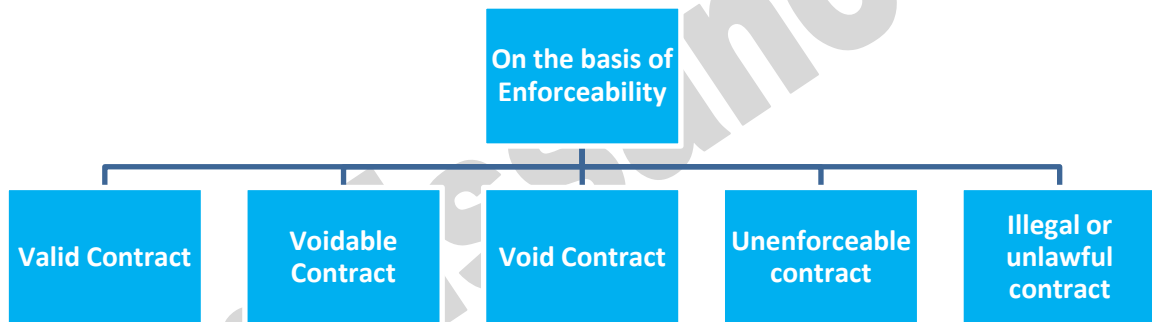 On the basis of
Enforceability
Valid Contract
Voidable
Contract
Void Contract
Unenforceable
contract
Illegal or
unlawful
contract